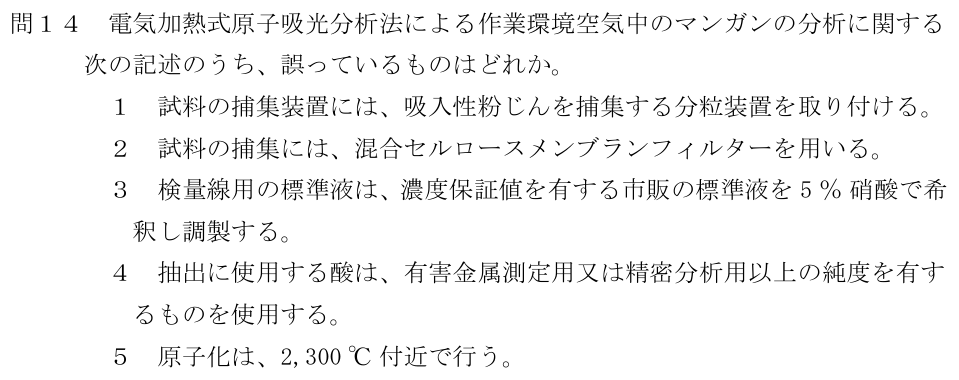 問１４　電気加熱式原子吸光分析法による作業環境空気中のマンガンの分析に関する
次の記述のうち、誤っているものはどれか。
１　試料の捕集装置には、吸入性粉じんを捕集する分粒装置を取り付ける。
２　試料の捕集には、混合セルロースメンブランフィルターを用いる。
３　検量線用の標準液は、濃度保証値を有する市販の標準液を5 % 硝酸で希
釈し調製する。
４　抽出に使用する酸は、有害金属測定用又は精密分析用以上の純度を有す
るものを使用する。
５　原子化は、2,300 ℃ 付近で行う。